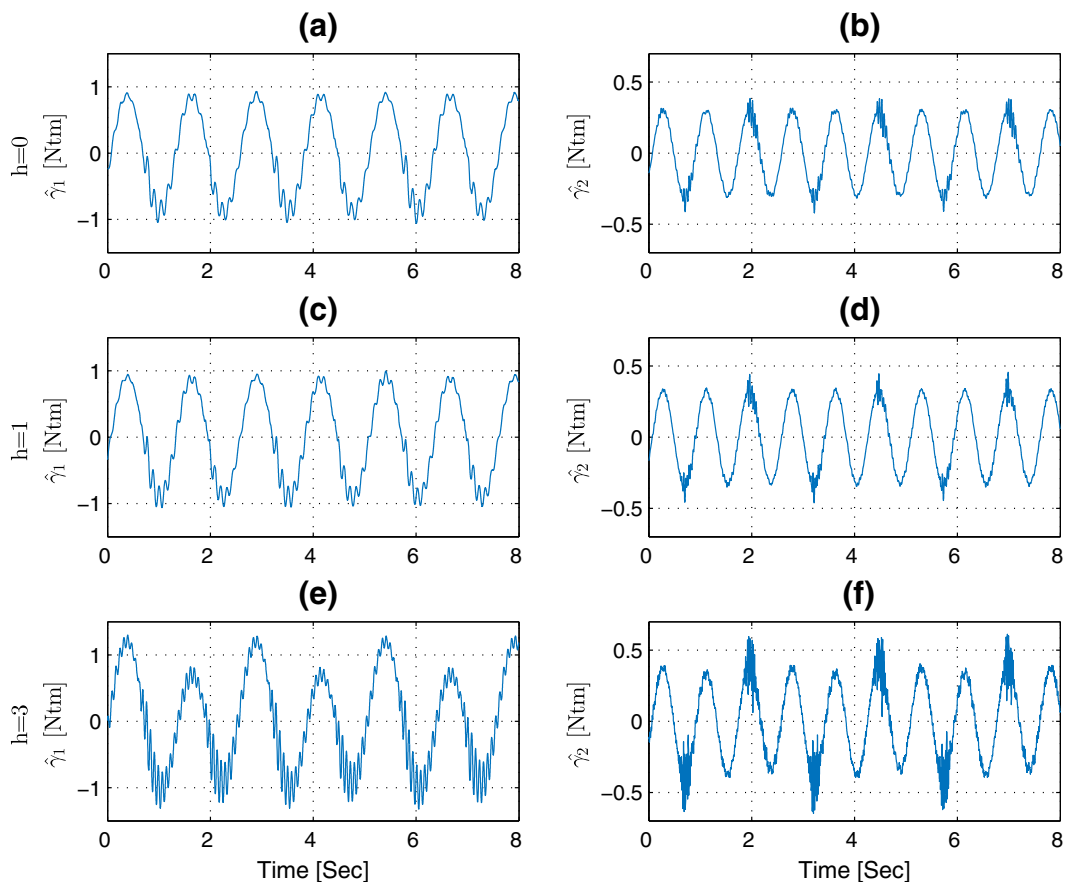 (a)
h=0
γ̂1 [Ntm]
1
0
−1
0 2 4 6 8
(b)
γ̂2 [Ntm]
0.5
0
−0.5
0 2 4 6 8
(c)
h=1
γ̂1 [Ntm]
1
0
−1
0 2 4 6 8
(d)
γ̂2 [Ntm]
0.5
0
−0.5
0 2 4 6 8
(e)
h=3
γ̂1 [Ntm]
1
0
−1
0 2 4 6 8
Time [Sec]
(f)
γ̂2 [Ntm]
0.5
0
−0.5
0 2 4 6 8
Time [Sec]